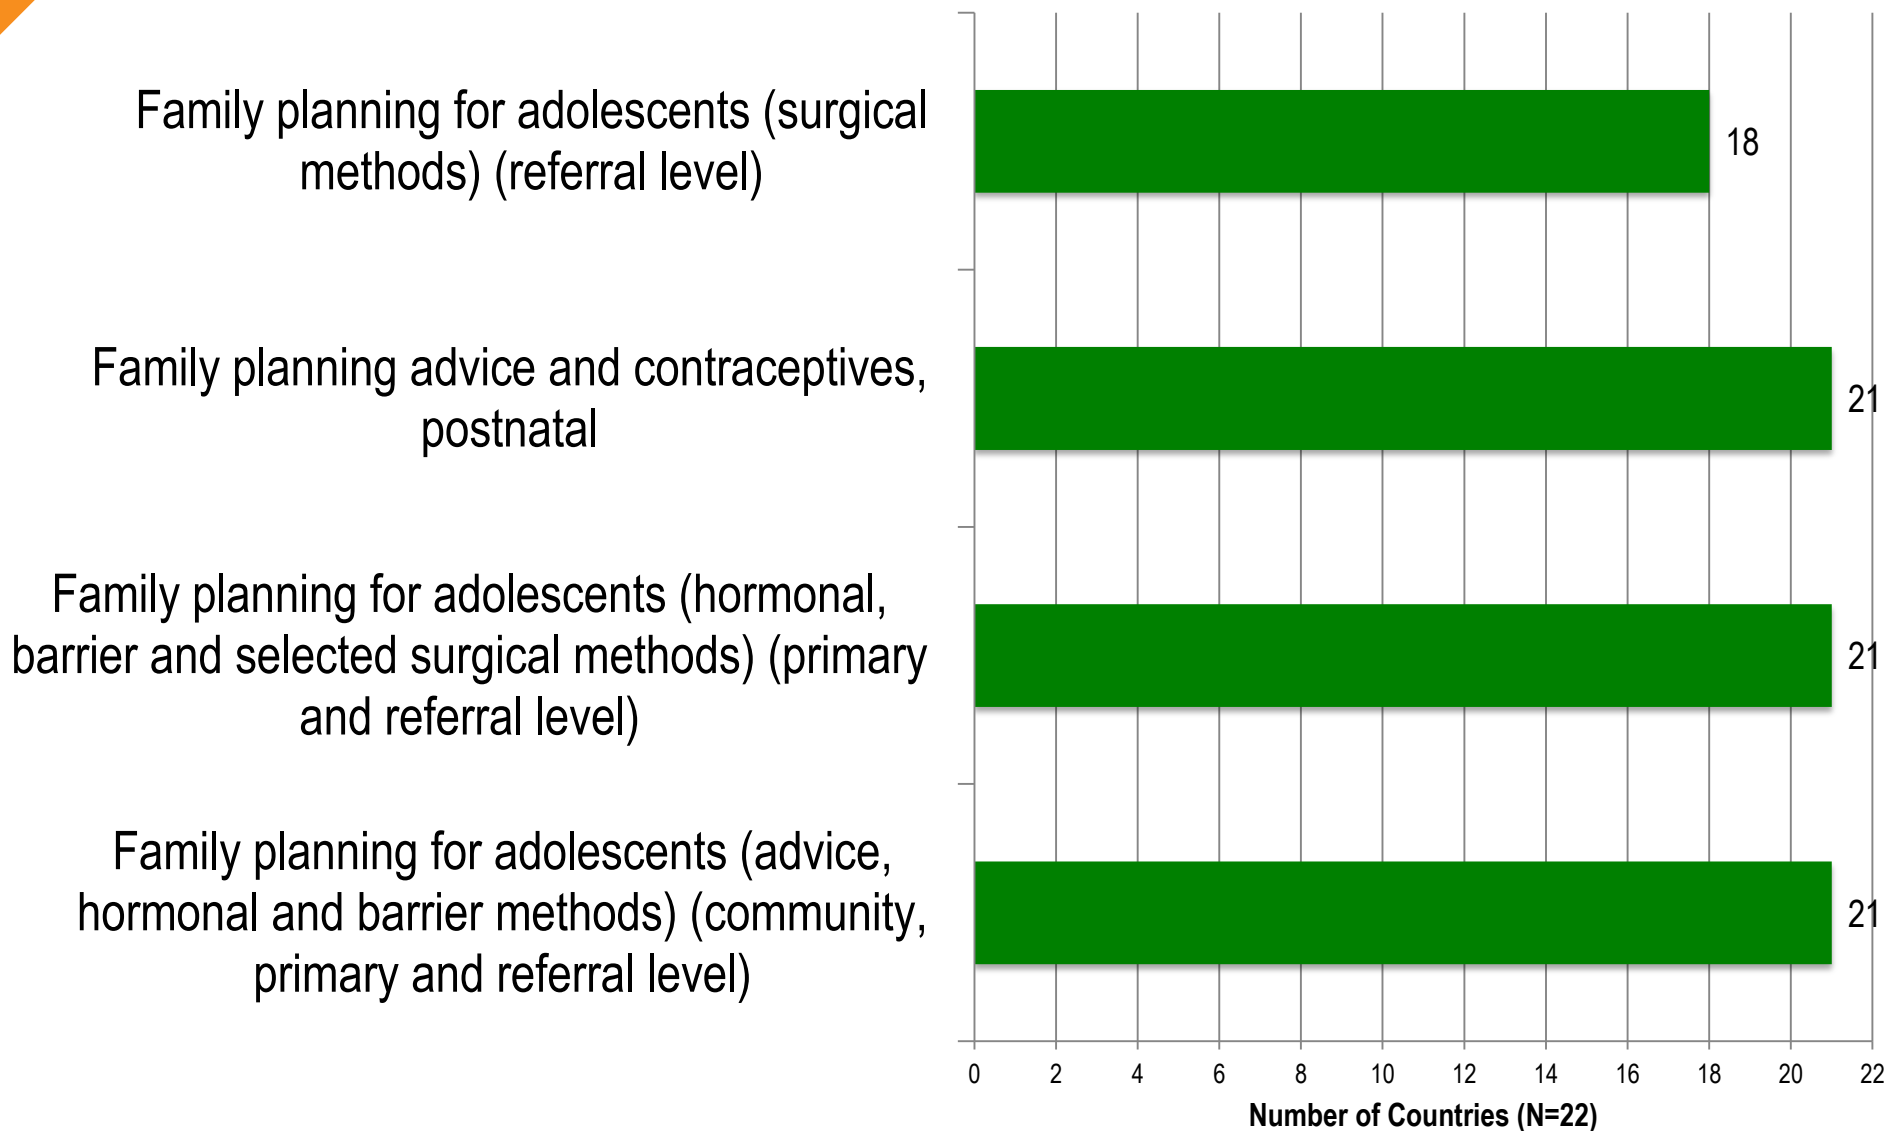 Family planning for adolescents (surgical
methods) (referral level)
18
Family planning advice and contraceptives,
postnatal
21
Family planning for adolescents (hormonal,
barrier and selected surgical methods) (primary
and referral level)
21
Family planning for adolescents (advice,
hormonal and barrier methods) (community,
primary and referral level)
21
0 2 4 6 8 10 12 14 16 18 20 22
Number of Countries (N=22)